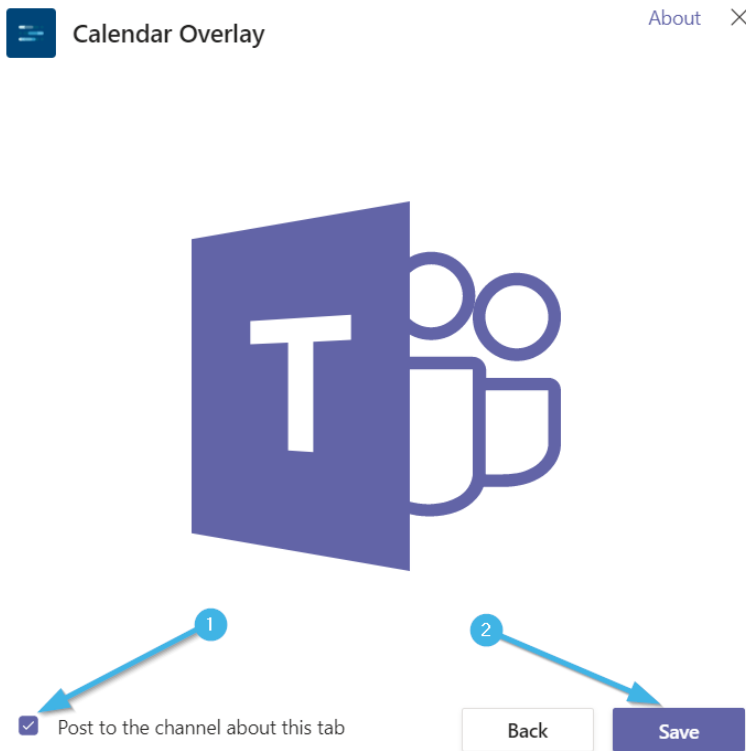 Calendar Overlay
About
T
1
2
Post to the channel about this tab
Back
Save